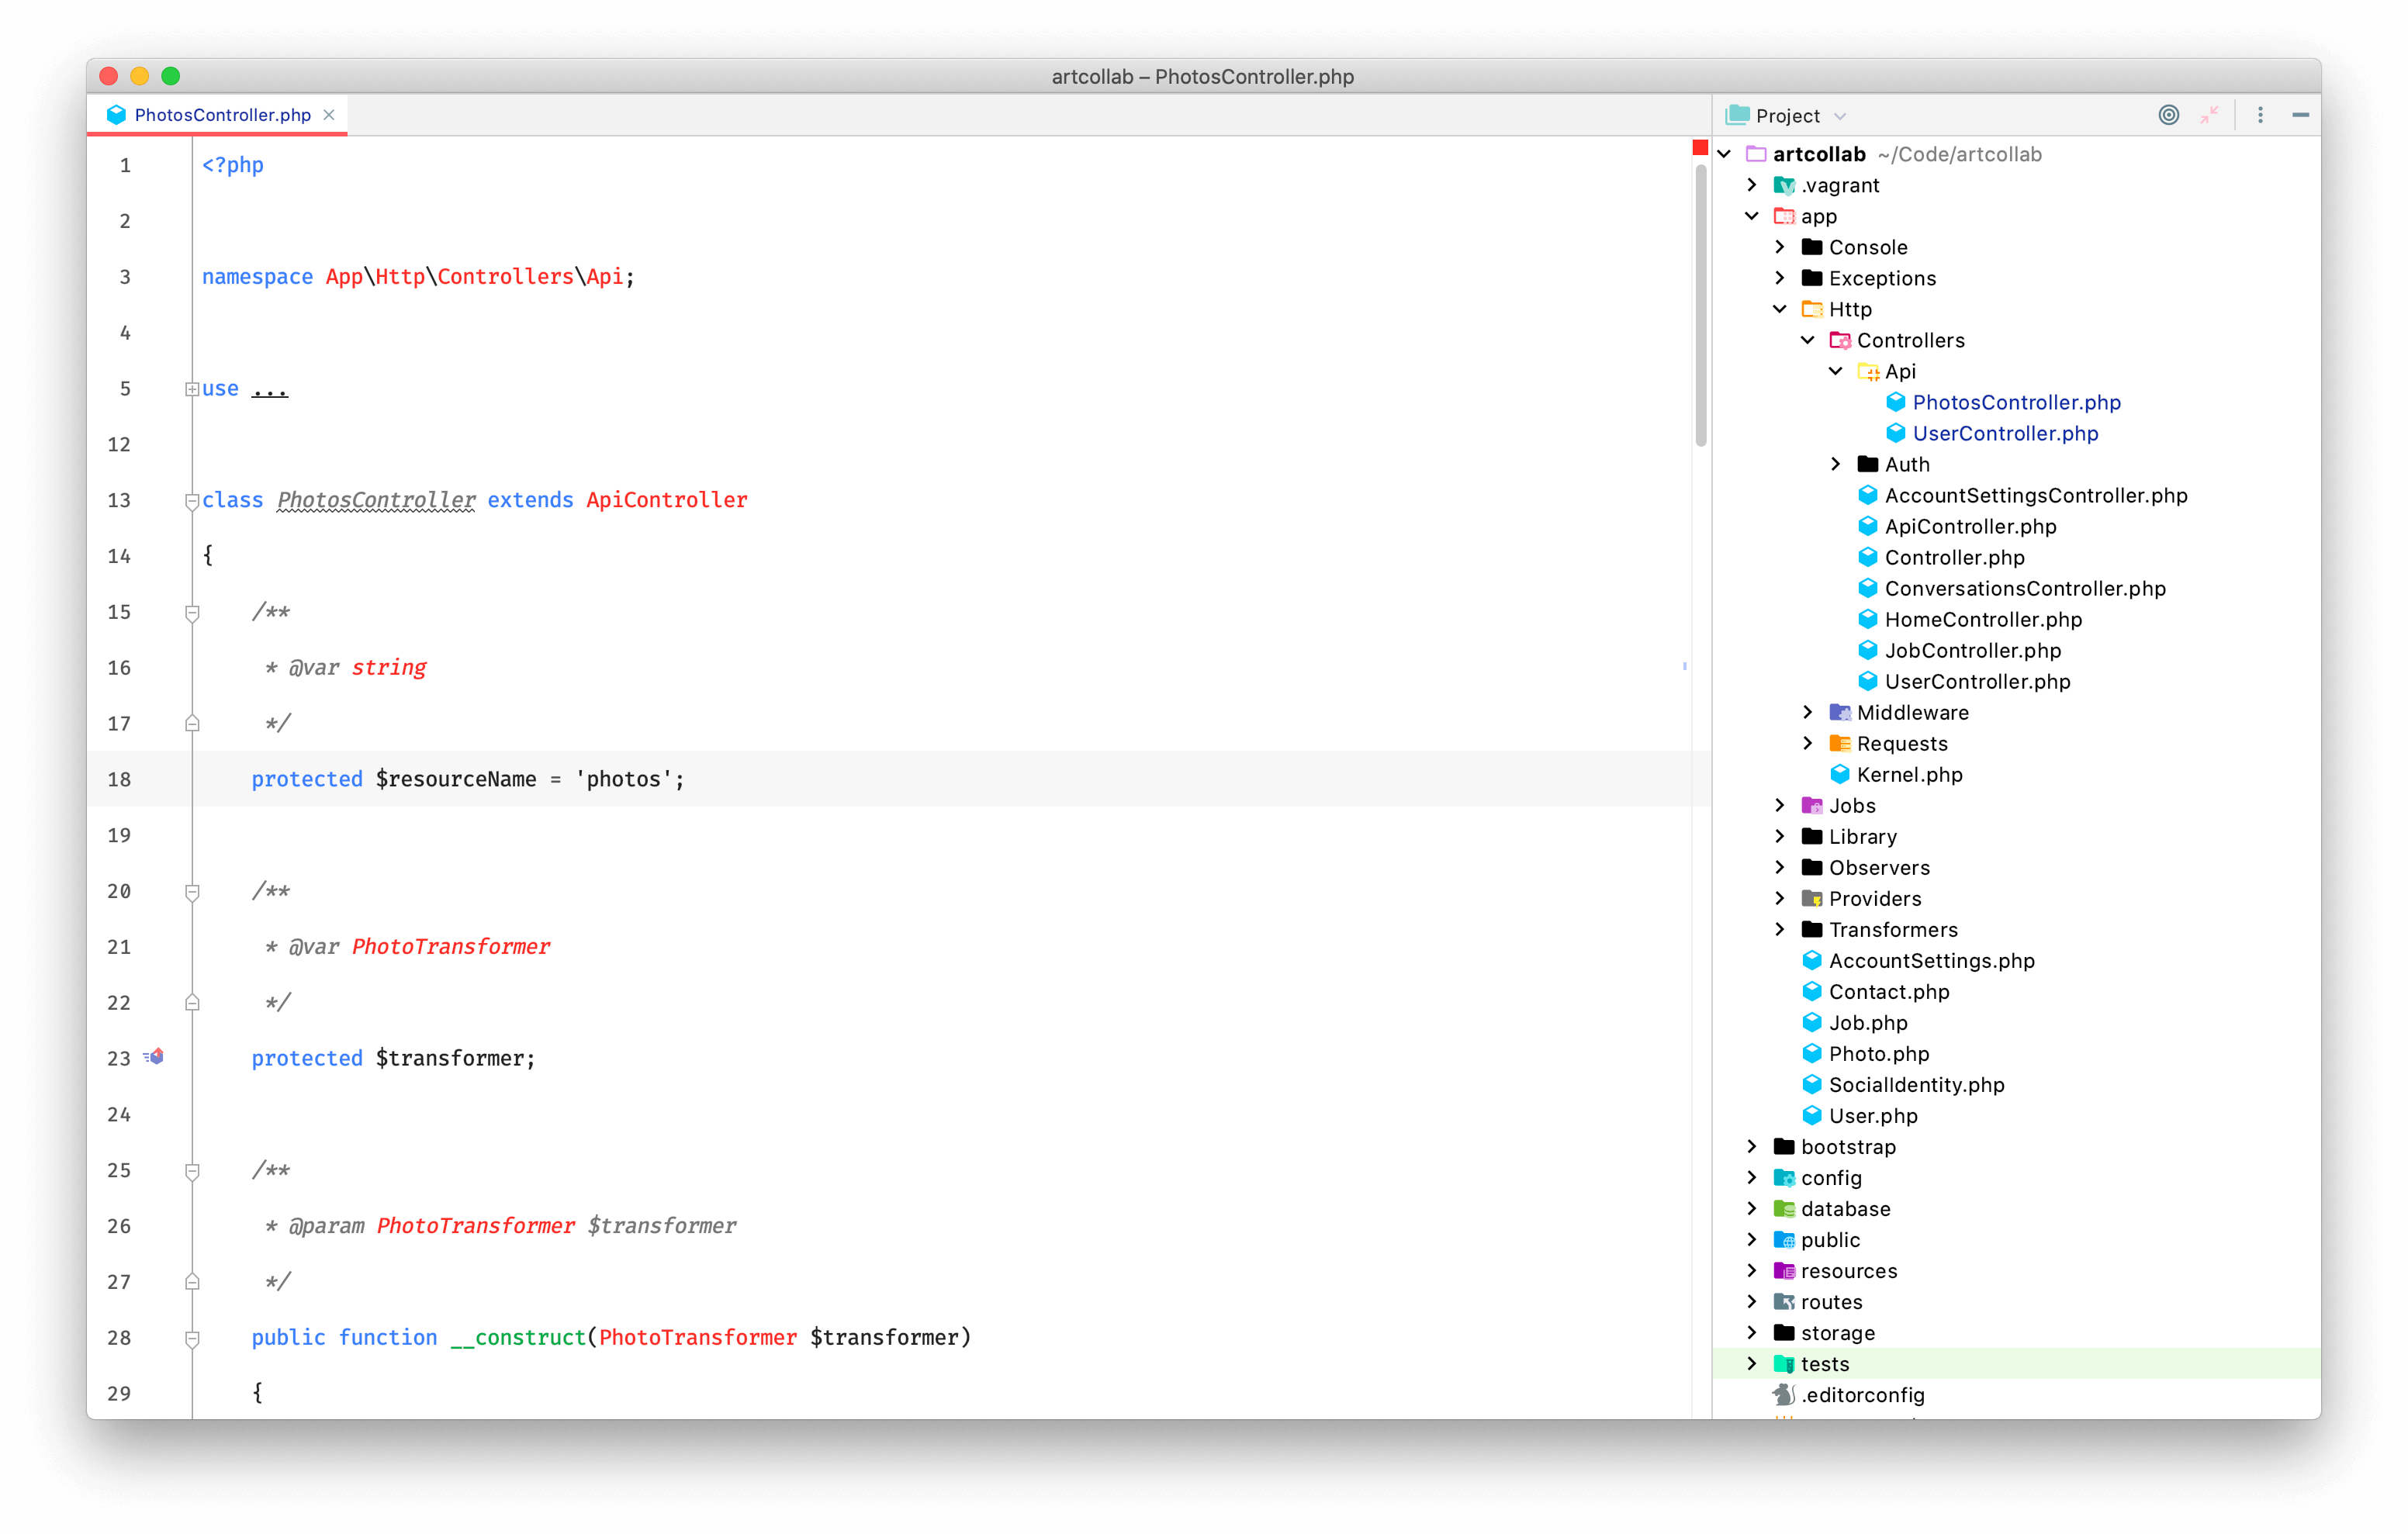 artcollab – PhotosController.php
PhotosController.php
1 <?php
2
3 namespace App\Http\Controllers\Api;
4
5 use ...
12
13 class PhotosController extends ApiController
14 {
15 /**
16 * @var string
17 */
18 protected $resourceName = 'photos';
19
20 /**
21 * @var PhotoTransformer
22 */
23 protected $transformer;
24
25 /**
26 * @param PhotoTransformer $transformer
27 */
28 public function __construct(PhotoTransformer $transformer)
29 {
Project
artcollab ~/Code/artcollab
.vagrant
app
Console
Exceptions
Http
Controllers
Api
PhotosController.php
UserController.php
Auth
AccountSettingsController.php
ApiController.php
Controller.php
ConversationsController.php
HomeController.php
JobController.php
UserController.php
Middleware
Requests
Kernel.php
Jobs
Library
Observers
Providers
Transformers
AccountSettings.php
Contact.php
Job.php
Photo.php
SocialIdentity.php
User.php
bootstrap
config
database
public
resources
routes
storage
tests
.editorconfig